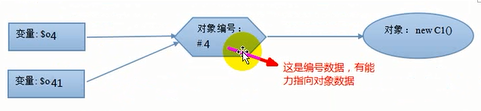 变量: $o4
对象编号：
#4
对象：new C1()
变量: $o41
这是编号数据，有能
力指向对象数据